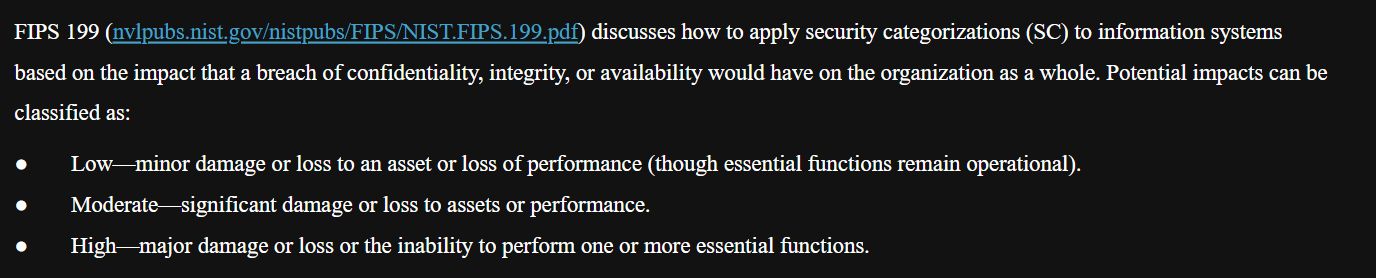 FIPS 199 (nvlpubs.nist.gov/nistpubs/FIPS/NIST.FIPS.199.pdf) discusses how to apply security categorizations (SC) to information systems
based on the impact that a breach of confidentiality, integrity, or availability would have on the organization as a whole. Potential impacts can be
classified as:
● Low—minor damage or loss to an asset or loss of performance (though essential functions remain operational).
● Moderate—significant damage or loss to assets or performance.
● High—major damage or loss or the inability to perform one or more essential functions.